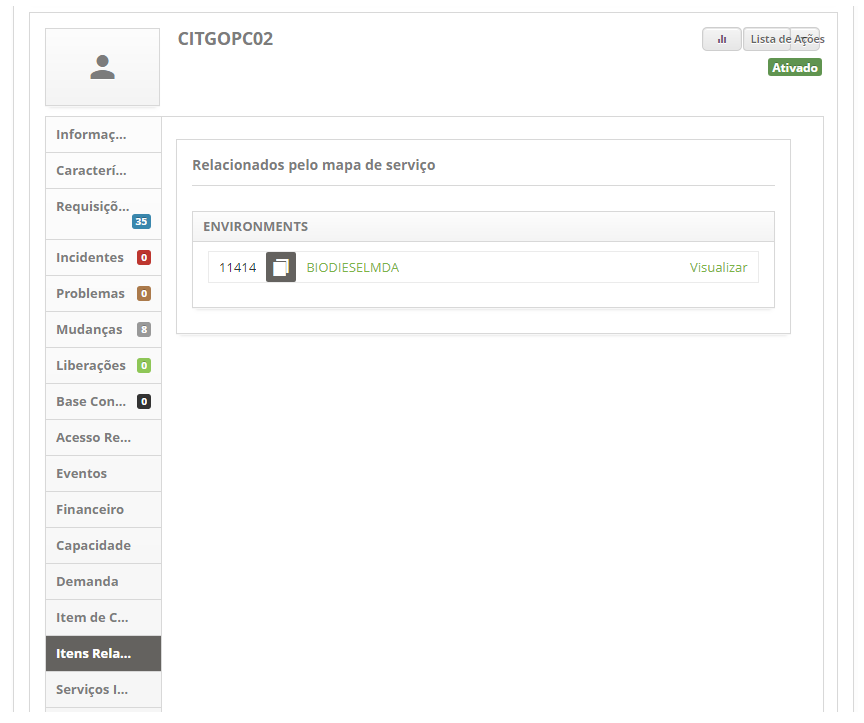 CITGOPC02
Lista de Ações
Ativado
Informaç...
Caracterí...
Requisiçõ...
35
Incidentes 0
Problemas 0
Mudanças 8
Liberações 0
Base Con... 0
Acesso Re...
Eventos
Financeiro
Capacidade
Demanda
Item de C...
Itens Rela...
Serviços I...
Relacionados pelo mapa de serviço
ENVIRONMENTS
11414 BIODIESELMDA Visualizar